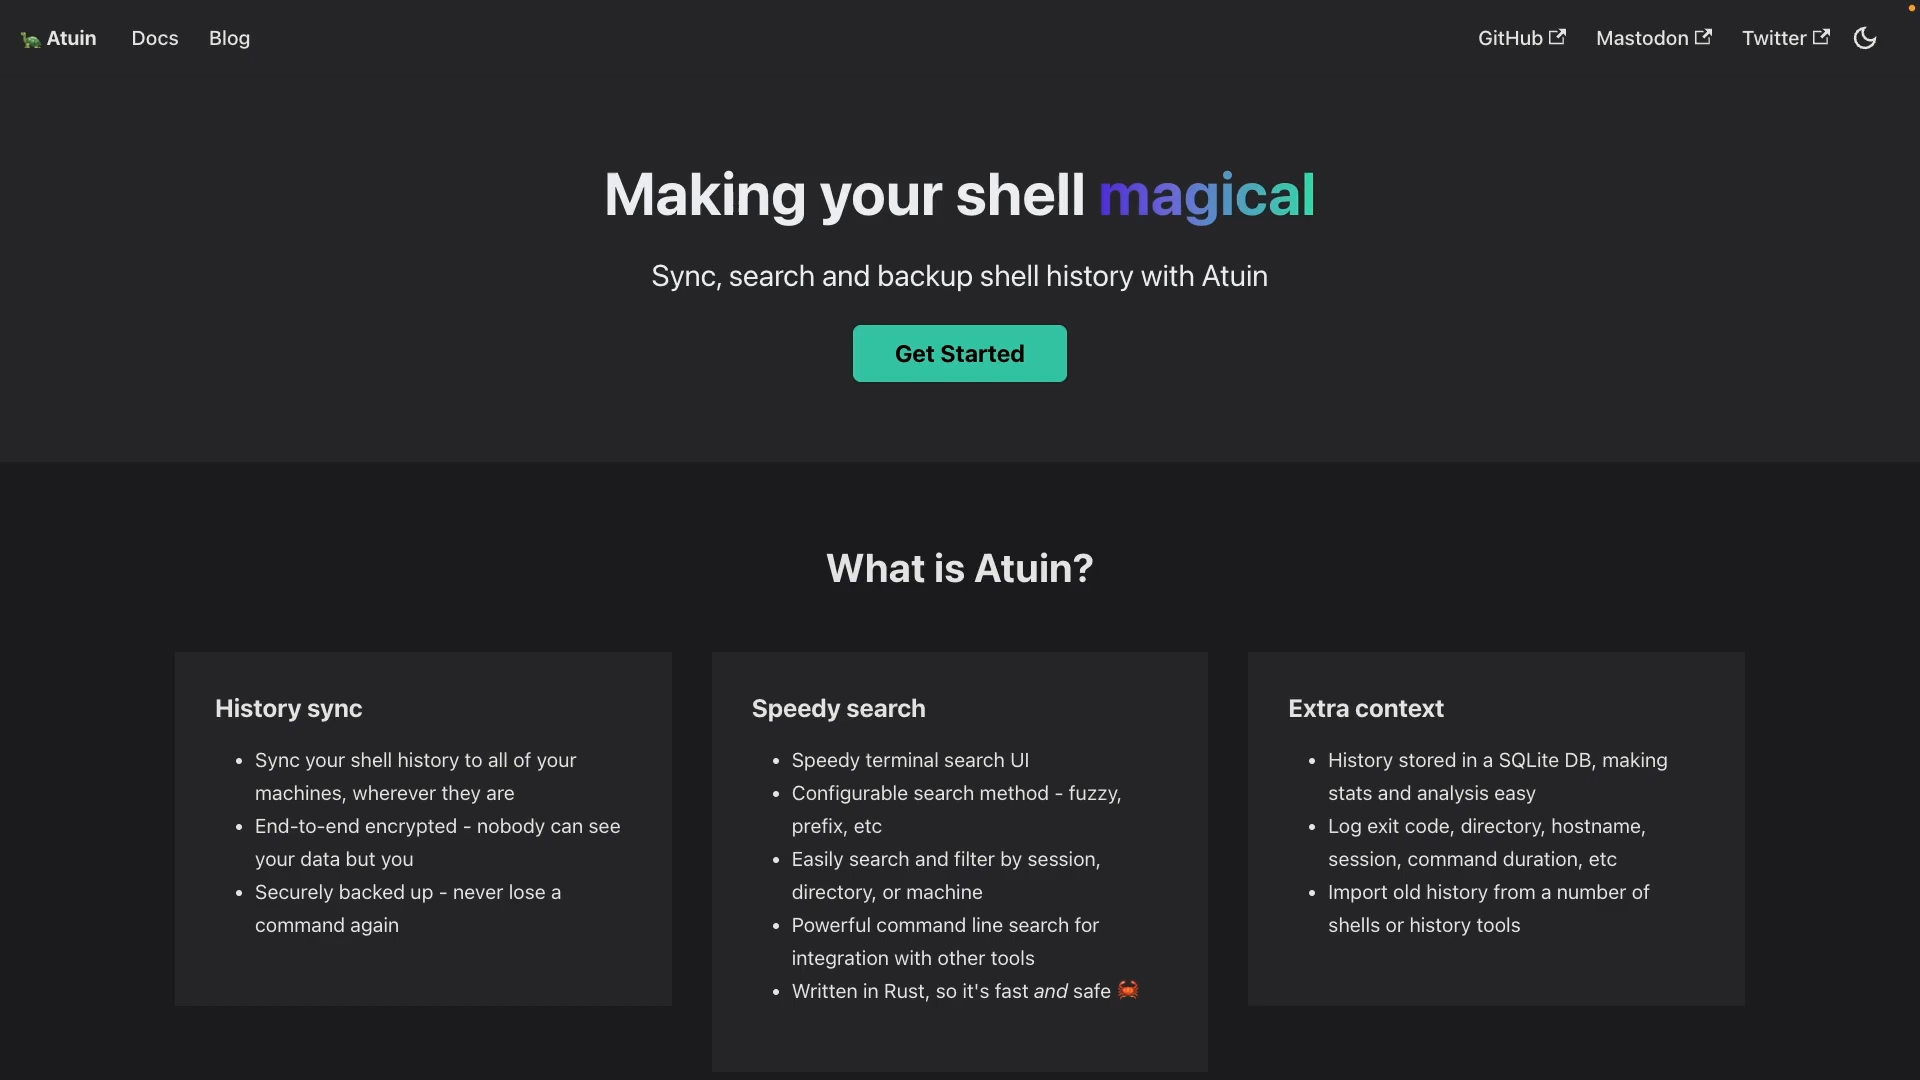 Atuin
Docs
Blog
GitHub
Mastodon
Twitter
Making your shell magical
Sync, search and backup shell history with Atuin
Get Started
What is Atuin?
History sync
Sync your shell history to all of your
machines, wherever they are
End-to-end encrypted - nobody can see
your data but you
Securely backed up - never lose a
command again
Speedy search
Speedy terminal search UI
Configurable search method - fuzzy,
prefix, etc
Easily search and filter by session,
directory, or machine
Powerful command line search for
integration with other tools
Written in Rust, so it's fast and safe 🦀
Extra context
History stored in a SQLite DB, making
stats and analysis easy
Log exit code, directory, hostname,
session, command duration, etc
Import old history from a number of
shells or history tools